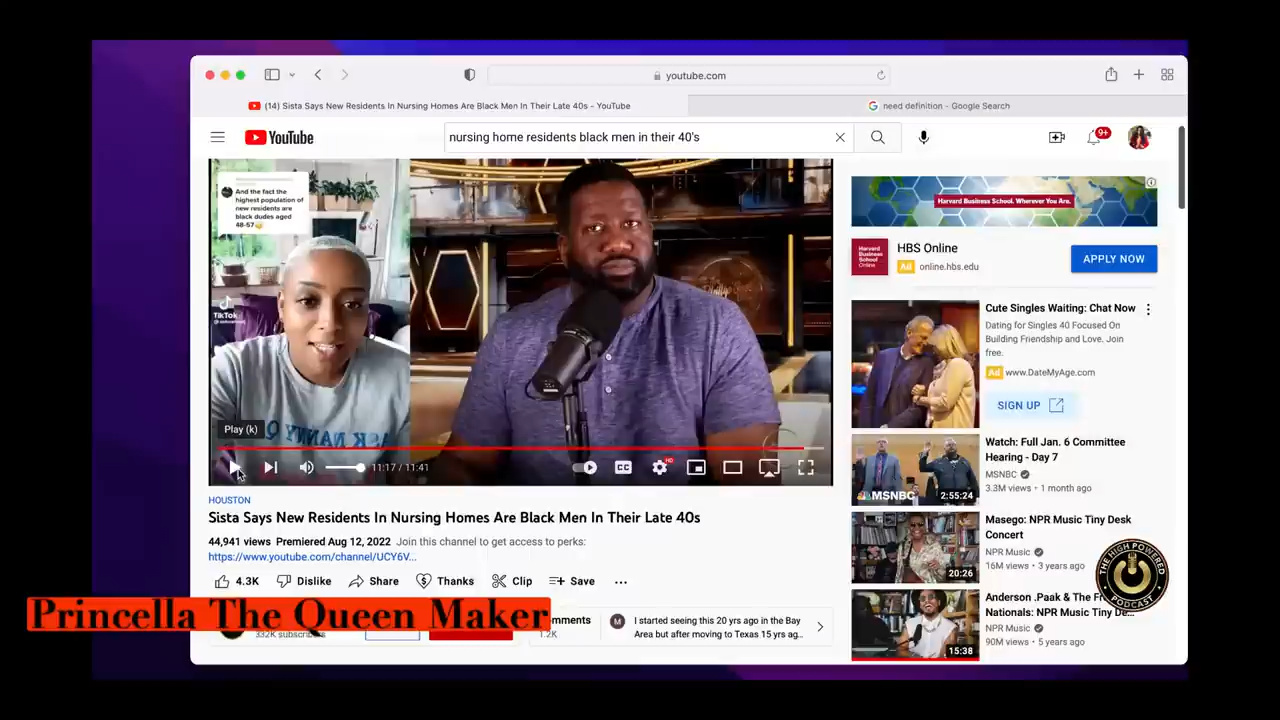 youtube.com
(14) Sista Says New Residents In Nursing Homes Are Black Men In Their Late 40s - YouTube
need definition - Google Search
YouTube
nursing home residents black men in their 40's
9+
And the fact the
highest population of
new residents are
black dudes aged
48-57
TikTok
Play (k)
11:17 / 11:41
CC
HD
HOUSTON
Sista Says New Residents In Nursing Homes Are Black Men In Their Late 40s
44,941 views Premiered Aug 12, 2022 Join this channel to get access to perks:
https://www.youtube.com/channel/UCY6V...
4.3K Dislike Share Thanks Clip Save ...
Princella The Queen Maker
332K subscribers
1.2K
M
I started seeing this 20 yrs ago in the Bay
Area but after moving to Texas 15 yrs ag...
Harvard Business School. Wherever You Are.
Harvard
Business
School
Online
HBS Online
Ad online.hbs.edu
APPLY NOW
Cute Singles Waiting: Chat Now
Dating for Singles 40 Focused On
Building Friendship and Love. Join
free.
Ad www.DateMyAge.com
SIGN UP
MSNBC
2:55:24
Watch: Full Jan. 6 Committee
Hearing - Day 7
MSNBC
3.3M views • 1 month ago
20:26
Masego: NPR Music Tiny Desk
Concert
NPR Music
16M views • 3 years ago
15:38
Anderson .Paak & The Fr
Nationals: NPR Music Tiny De...
NPR Music
90M views • 5 years ago
THE HIGH POWERED
PODCAST